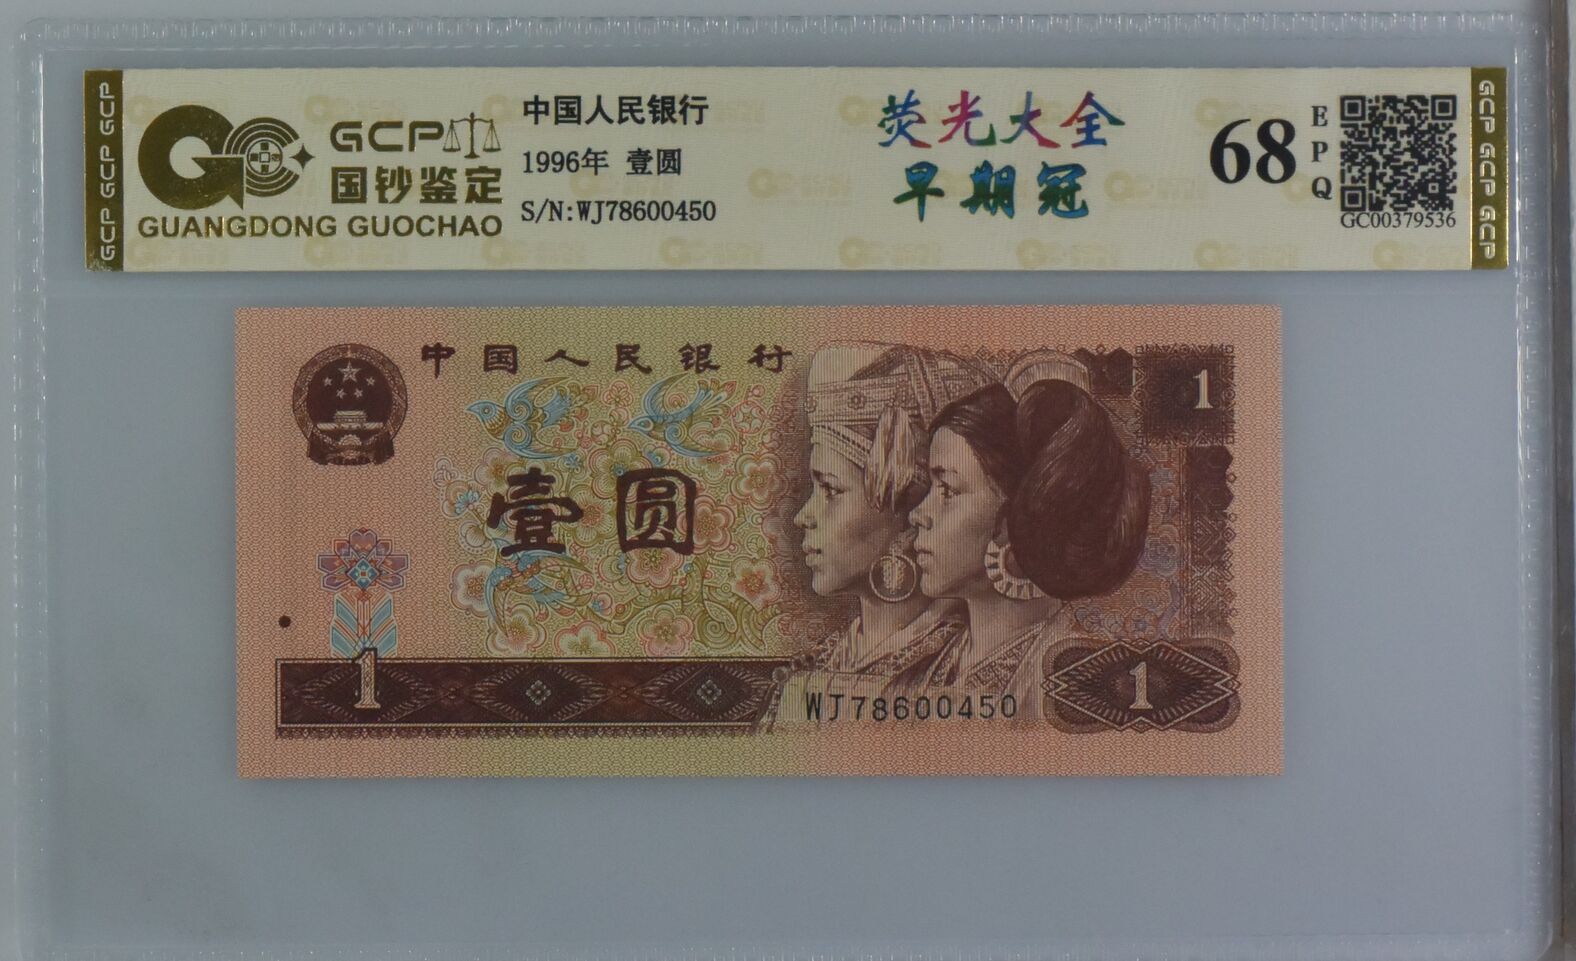 GCP GCP GCP
GCP
国钞鉴定
GUANGDONG GUOCHAO
中国人民银行
1996年 壹圆
S/N:WJ78600450
荧光大全
早期冠
68
EPQ
GC00379536
GCP GCP GCP
中国人民银行
1
壹圆
1
WJ78600450
1